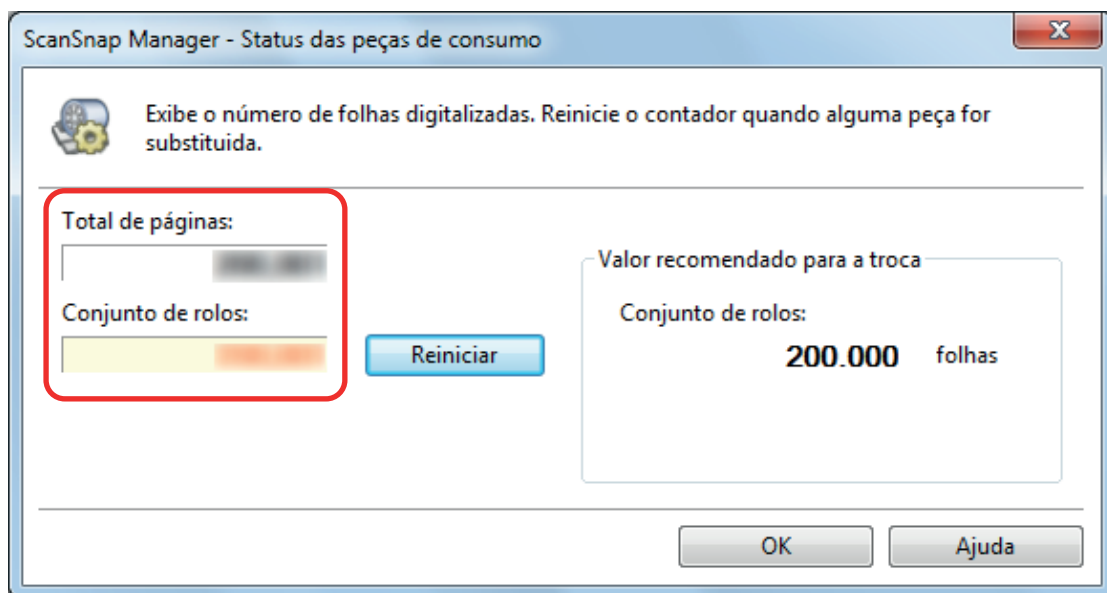 ScanSnap Manager - Status das peças de consumo
Exibe o número de folhas digitalizadas. Reinicie o contador quando alguma peça for
substituida.
Total de páginas:
Conjunto de rolos:
Reiniciar
Valor recomendado para a troca
Conjunto de rolos:
200.000 folhas
OK
Ajuda